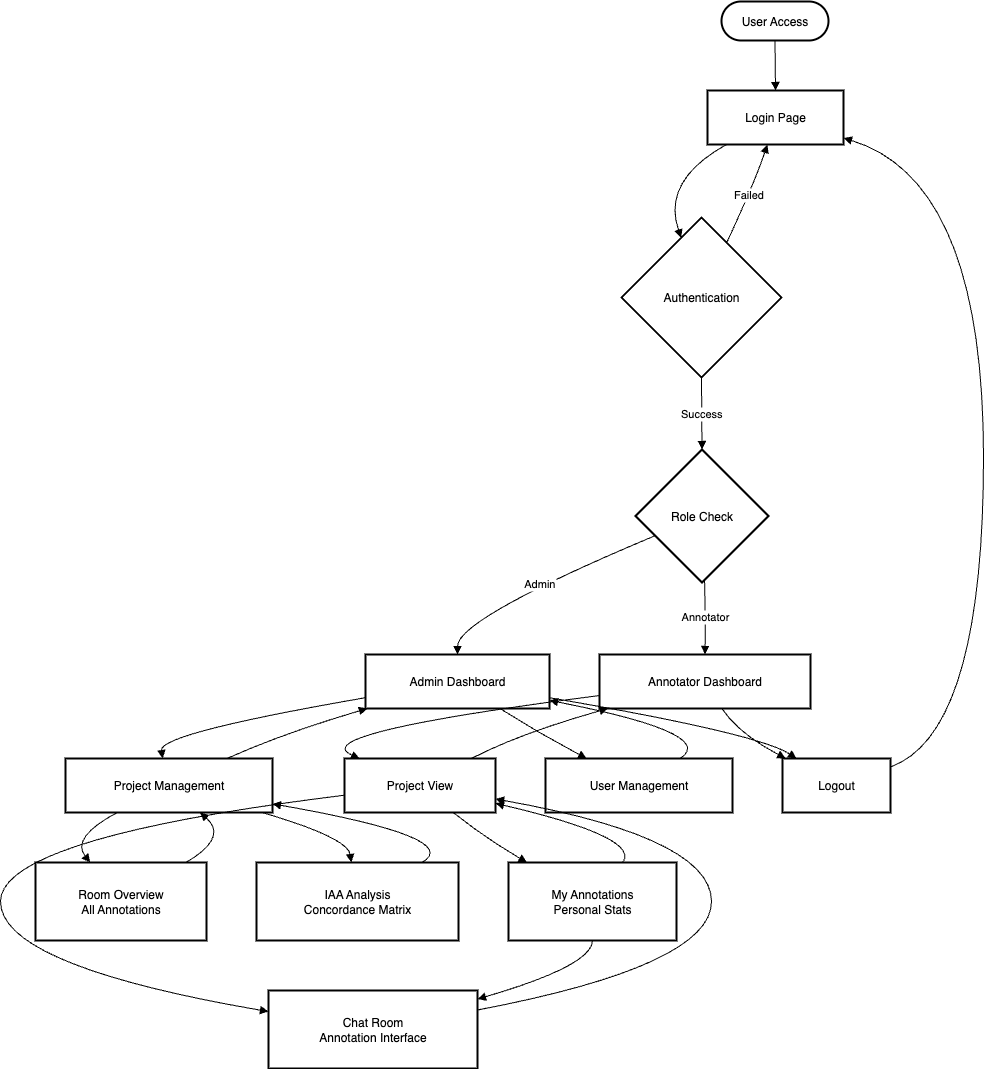 User Access
Login Page
Failed
Authentication
Success
Role Check
Admin
Annotator
Admin Dashboard
Annotator Dashboard
Project Management
Project View
User Management
Logout
Room Overview
All Annotations
IAA Analysis
Concordance Matrix
My Annotations
Personal Stats
Chat Room
Annotation Interface